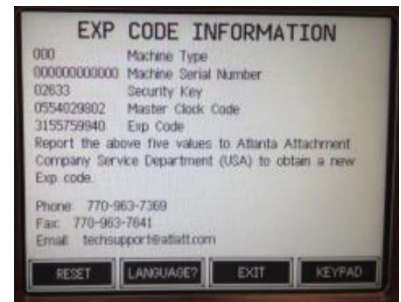 EXP CODE INFORMATION
000 Machine Type
000000000000 Machine Serial Number
02633 Security Key
0554029802 Master Clock Code
3155759940 Exp Code
Report the above five values to Atlanta Attachment
Company Service Department (USA) to obtain a new
Exp code.
Phone: 770-963-7369
Fax: 770-963-7641
Email: techsupport@atlatt.com
RESET LANGUAGE? EXIT KEYPAD